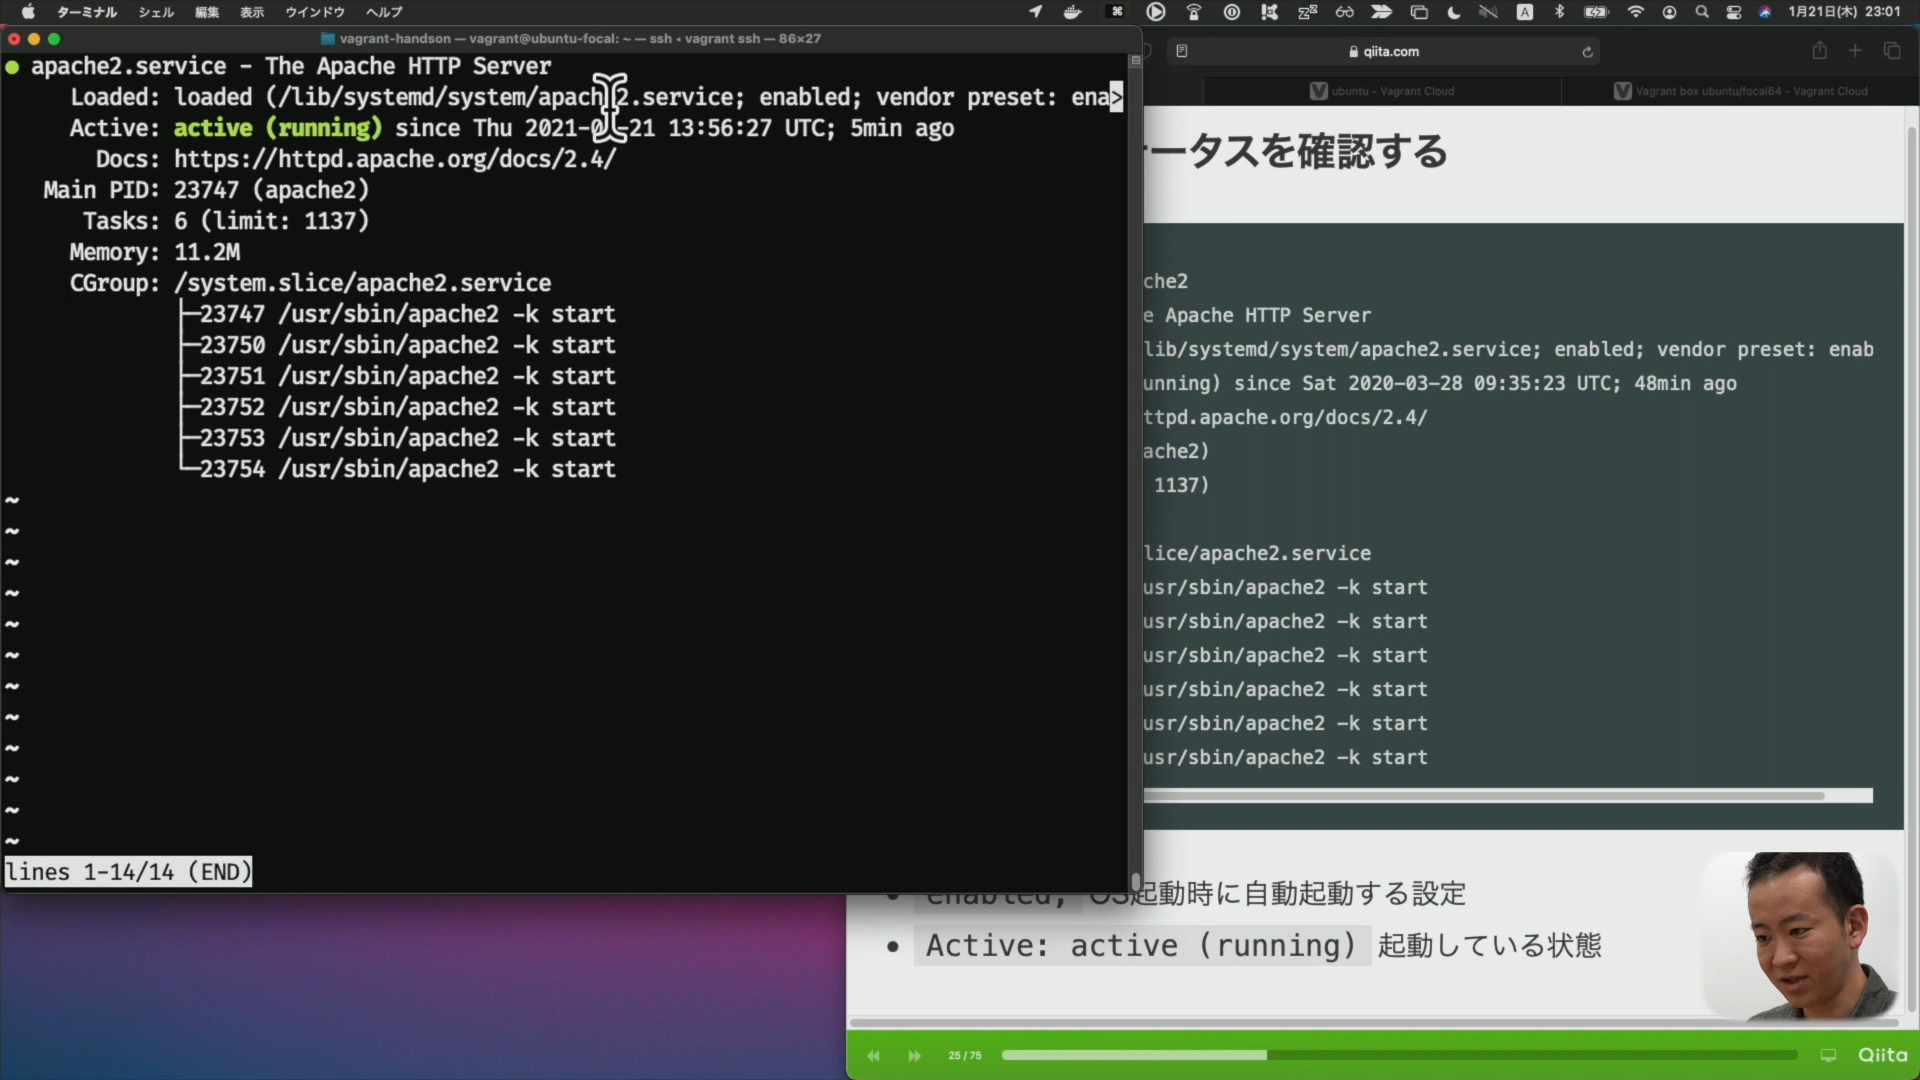 ターミナル シェル 編集 表示 ウインドウ ヘルプ
1月21日(木) 23:01
vagrant-handson — vagrant@ubuntu-focal: ~ — ssh ◂ vagrant ssh — 86×27
● apache2.service - The Apache HTTP Server
Loaded: loaded (/lib/systemd/system/apach 2.service; enabled; vendor preset: ena>
Active: active (running) since Thu 2021-0 -21 13:56:27 UTC; 5min ago
Docs: https://httpd.apache.org/docs/2.4/
Main PID: 23747 (apache2)
Tasks: 6 (limit: 1137)
Memory: 11.2M
CGroup: /system.slice/apache2.service
├─23747 /usr/sbin/apache2 -k start
├─23750 /usr/sbin/apache2 -k start
├─23751 /usr/sbin/apache2 -k start
├─23752 /usr/sbin/apache2 -k start
├─23753 /usr/sbin/apache2 -k start
└─23754 /usr/sbin/apache2 -k start
~
~
~
~
~
~
~
~
~
~
~
~
lines 1-14/14 (END)
qiita.com
ubuntu - Vagrant Cloud
Vagrant box ubuntu/focal64 - Vagrant Cloud
ータスを確認する
che2
e Apache HTTP Server
lib/systemd/system/apache2.service; enabled; vendor preset: enab
unning) since Sat 2020-03-28 09:35:23 UTC; 48min ago
ttpd.apache.org/docs/2.4/
ache2)
1137)
lice/apache2.service
usr/sbin/apache2 -k start
usr/sbin/apache2 -k start
usr/sbin/apache2 -k start
usr/sbin/apache2 -k start
usr/sbin/apache2 -k start
usr/sbin/apache2 -k start
• enabled; OS起動時に自動起動する設定
• Active: active (running) 起動している状態
25 / 75
Qiita